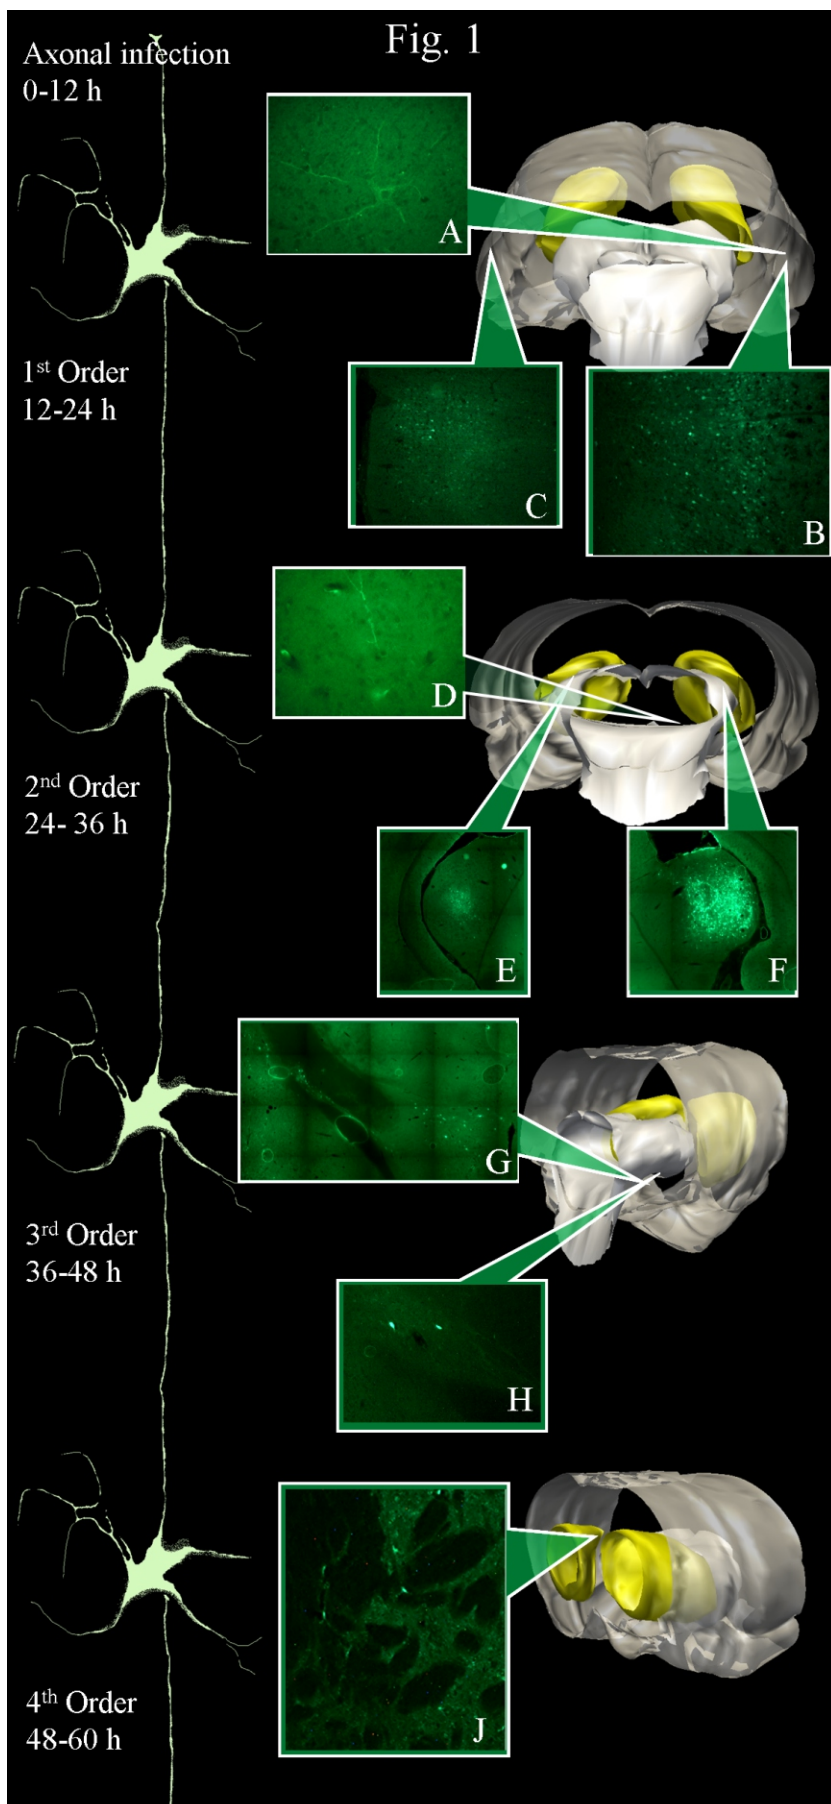 Fig. 1
Axonal infection
0-12 h
A
1st Order
12-24 h
C
B
D
2nd Order
24- 36 h
E
F
G
3rd Order
36-48 h
H
J
4th Order
48-60 h